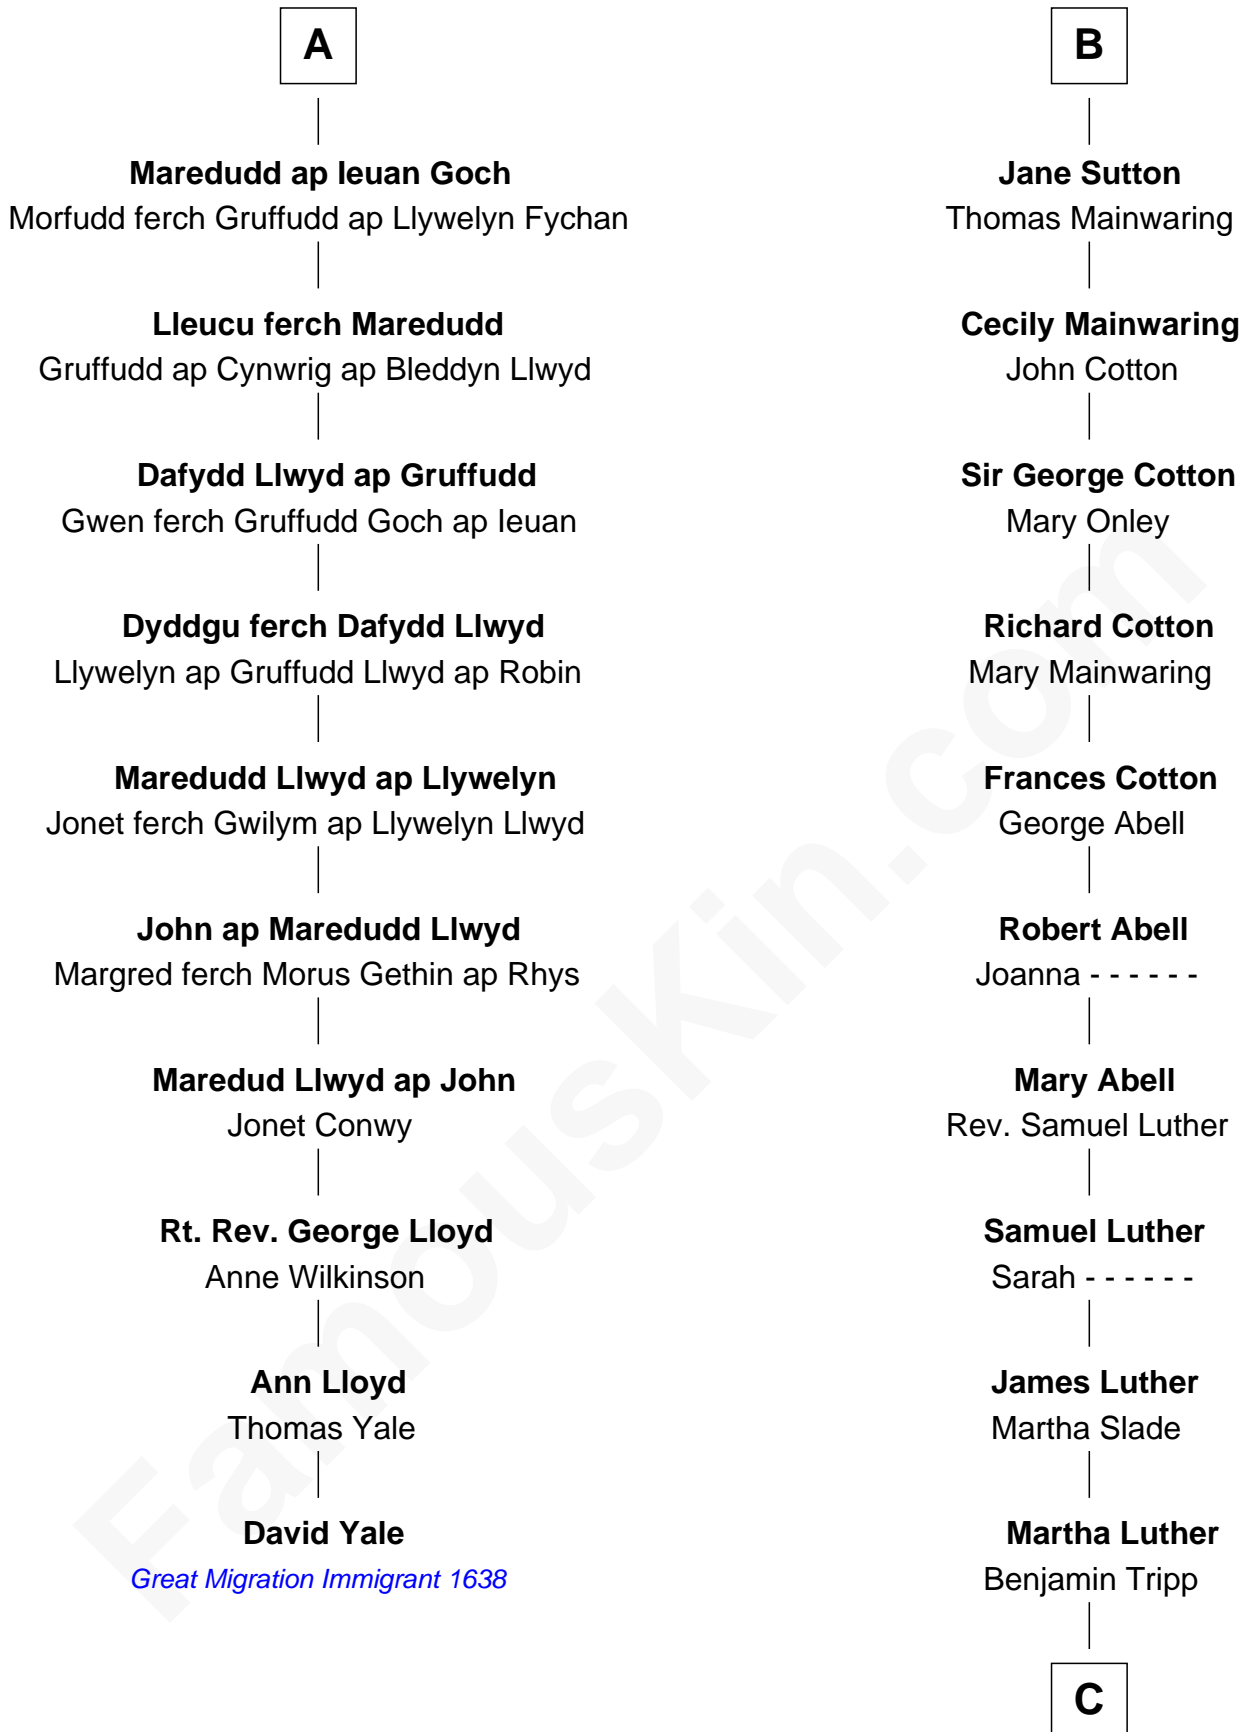 A
Maredudd ap Ieuan Goch
Morfudd ferch Gruffudd ap Llywelyn Fychan
Lleucu ferch Maredudd
Gruffudd ap Cynwrig ap Bleddyn Llwyd
Dafydd Llwyd ap Gruffudd
Gwen ferch Gruffudd Goch ap Ieuan
Dyddgu ferch Dafydd Llwyd
Llywelyn ap Gruffudd Llwyd ap Robin
Maredudd Llwyd ap Llywelyn
Jonet ferch Gwilym ap Llywelyn Llwyd
John ap Maredudd Llwyd
Margred ferch Morus Gethin ap Rhys
Maredud Llwyd ap John
Jonet Conwy
Rt. Rev. George Lloyd
Anne Wilkinson
Ann Lloyd
Thomas Yale
David Yale
Great Migration Immigrant 1638
B
Jane Sutton
Thomas Mainwaring
Cecily Mainwaring
John Cotton
Sir George Cotton
Mary Onley
Richard Cotton
Mary Mainwaring
Frances Cotton
George Abell
Robert Abell
Joanna - - - - - -
Mary Abell
Rev. Samuel Luther
Samuel Luther
Sarah - - - - - -
James Luther
Martha Slade
Martha Luther
Benjamin Tripp
C
FamousKin.com